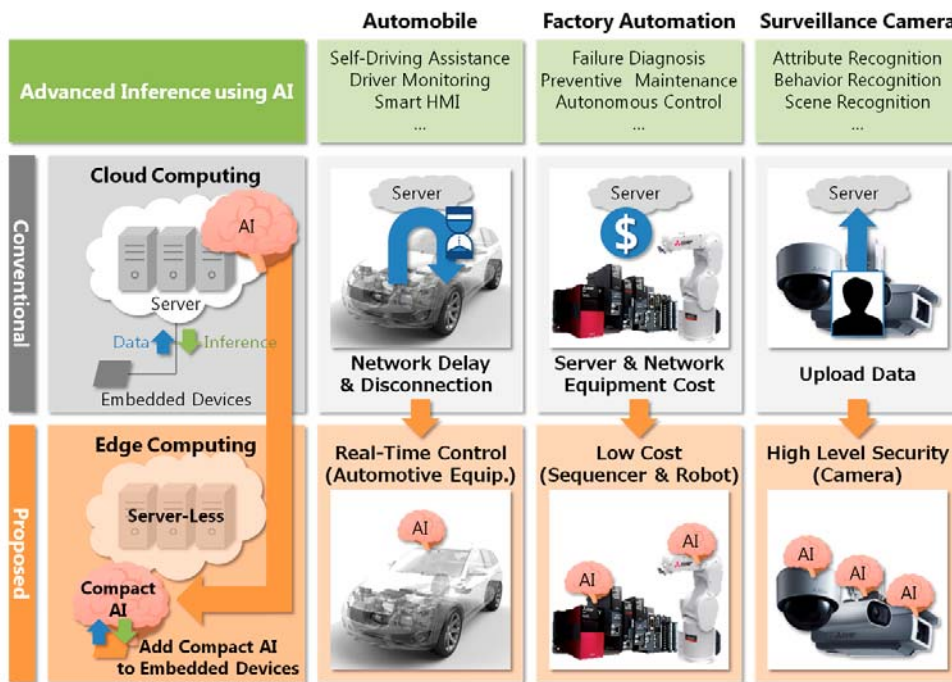 Automobile
Factory Automation
Surveillance Camera
Advanced Inference using AI
Self-Driving Assistance
Driver Monitoring
Smart HMI
...
Failure Diagnosis
Preventive Maintenance
Autonomous Control
...
Attribute Recognition
Behavior Recognition
Scene Recognition
...
Conventional
Cloud Computing
AI
Server
Data
Inference
Embedded Devices
Server
Network Delay
& Disconnection
Server
$
Server & Network
Equipment Cost
Server
Upload Data
Proposed
Edge Computing
Server-Less
Compact
AI
Add Compact AI
to Embedded Devices
Real-Time Control
(Automotive Equip.)
AI
Low Cost
(Sequencer & Robot)
AI
AI
High Level Security
(Camera)
AI
AI
AI